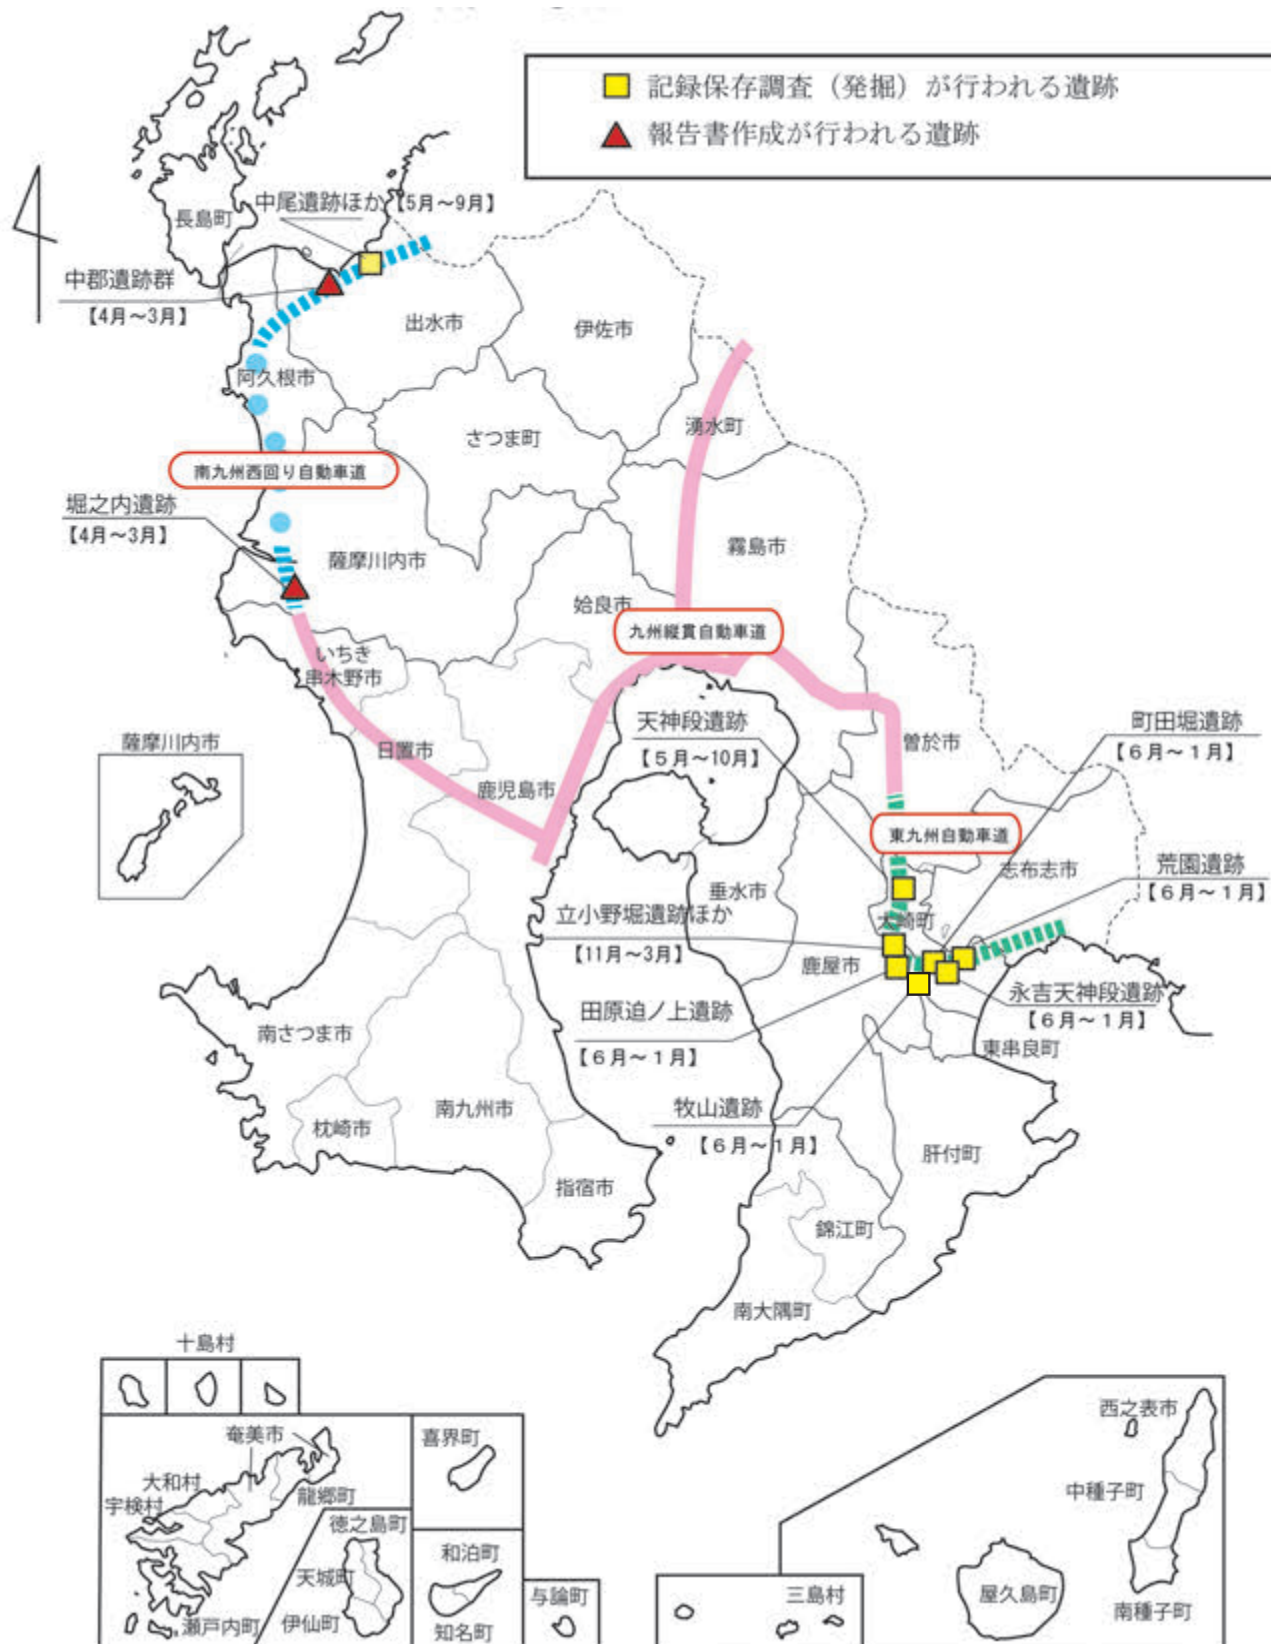 記録保存調査（発掘）が行われる遺跡
報告書作成が行われる遺跡
中尾遺跡ほか【5月～9月】
長島町
中郡遺跡群
【4月～3月】
出水市
伊佐市
阿久根市
さつま町
湧水町
南九州西回り自動車道
堀之内遺跡
【4月～3月】
薩摩川内市
霧島市
姶良市
九州縦貫自動車道
いちき
串木野市
日置市
鹿児島市
薩摩川内市
天神段遺跡
【５月～10月】
曽於市
町田堀遺跡
【６月～１月】
東九州自動車道
志布志市
荒園遺跡
【６月～１月】
垂水市
大崎町
立小野堀遺跡ほか
【11月～3月】
鹿屋市
田原迫ノ上遺跡
【６月～１月】
永吉天神段遺跡
【６月～１月】
東串良町
南さつま市
枕崎市
南九州市
牧山遺跡
【６月～１月】
肝付町
指宿市
錦江町
南大隅町
十島村
奄美市
大和村
宇検村
龍郷町
瀬戸内町
喜界町
徳之島町
天城町
伊仙町
和泊町
知名町
与論町
西之表市
中種子町
南種子町
屋久島町
三島村